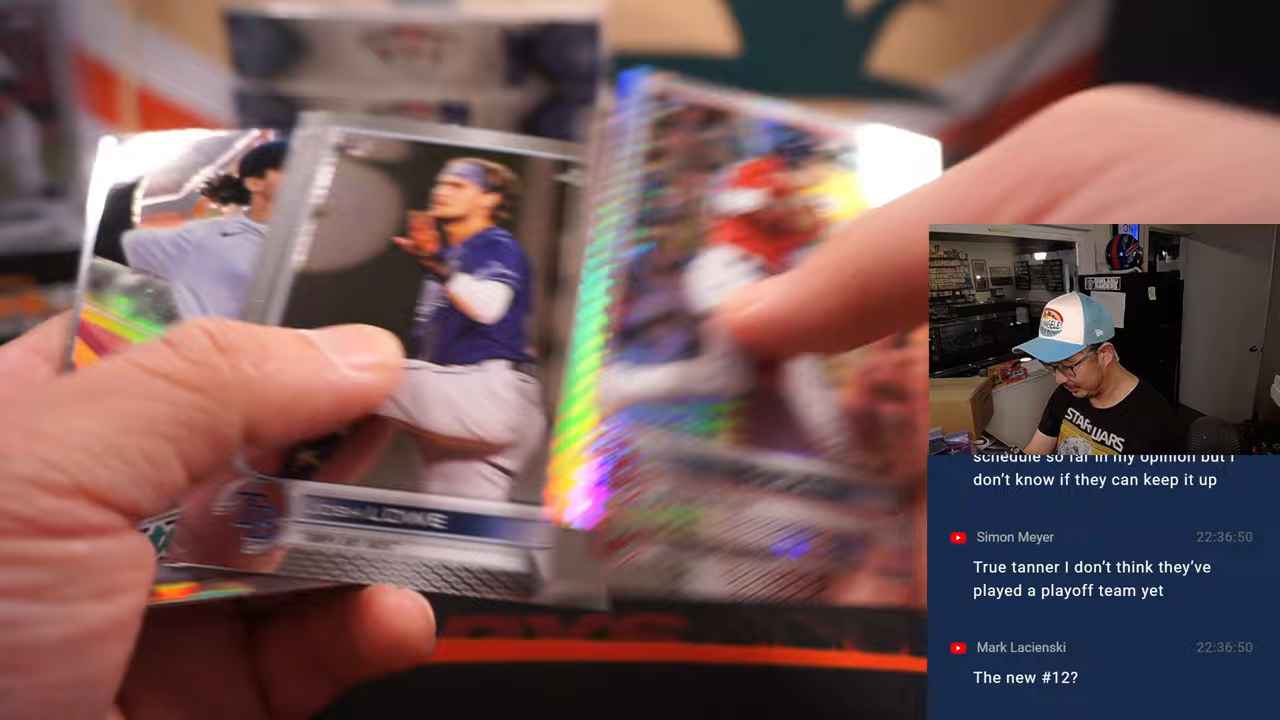 ON
STAR WARS
schedule so far in my opinion but I
don't know if they can keep it up
Simon Meyer
22:36:50
True tanner I don't think they've
played a playoff team yet
Mark Lacienski
22:36:50
The new #12?